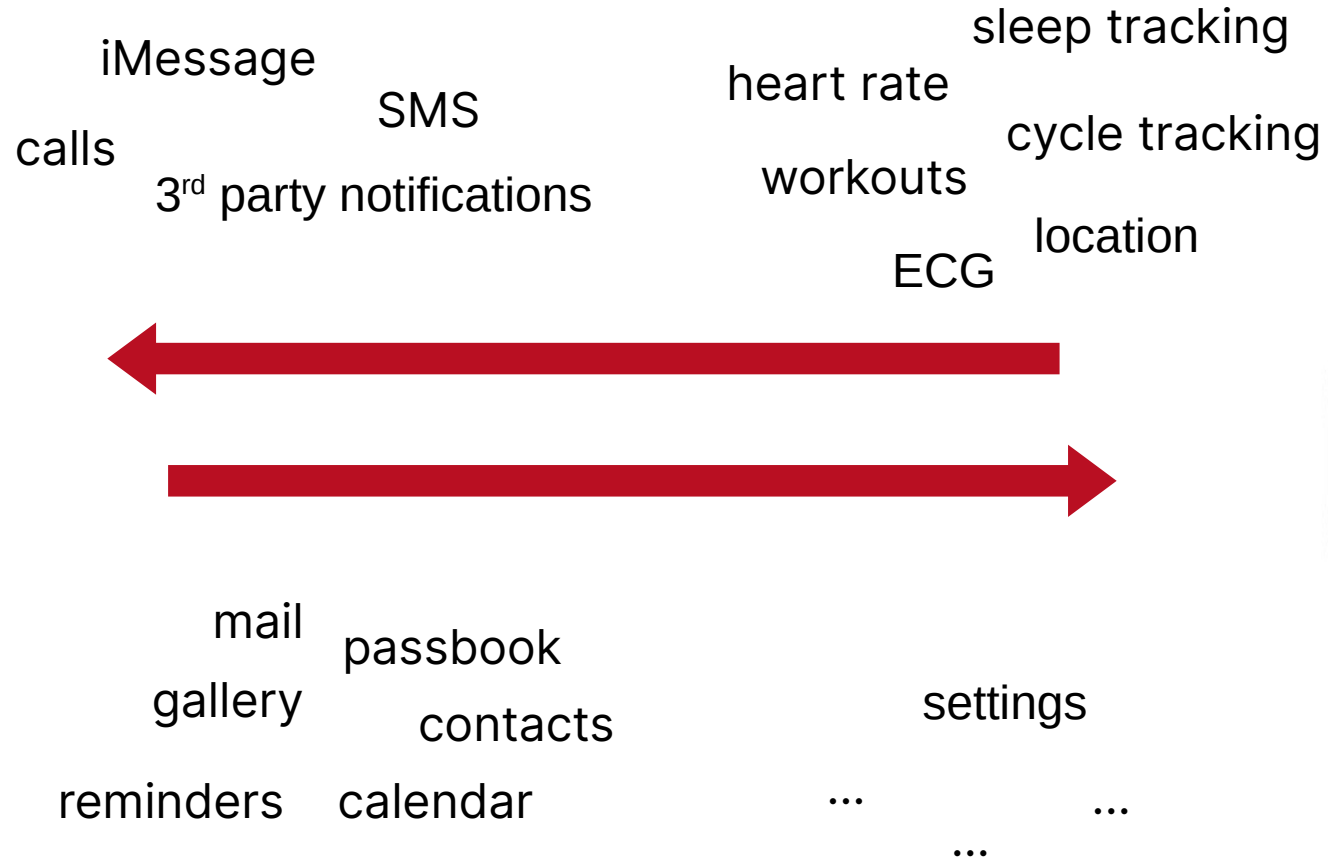 iMessage
SMS
calls
3rd party notifications
sleep tracking
heart rate
cycle tracking
workouts
location
ECG
mail
passbook
gallery
contacts
reminders
calendar
settings
...
...
...